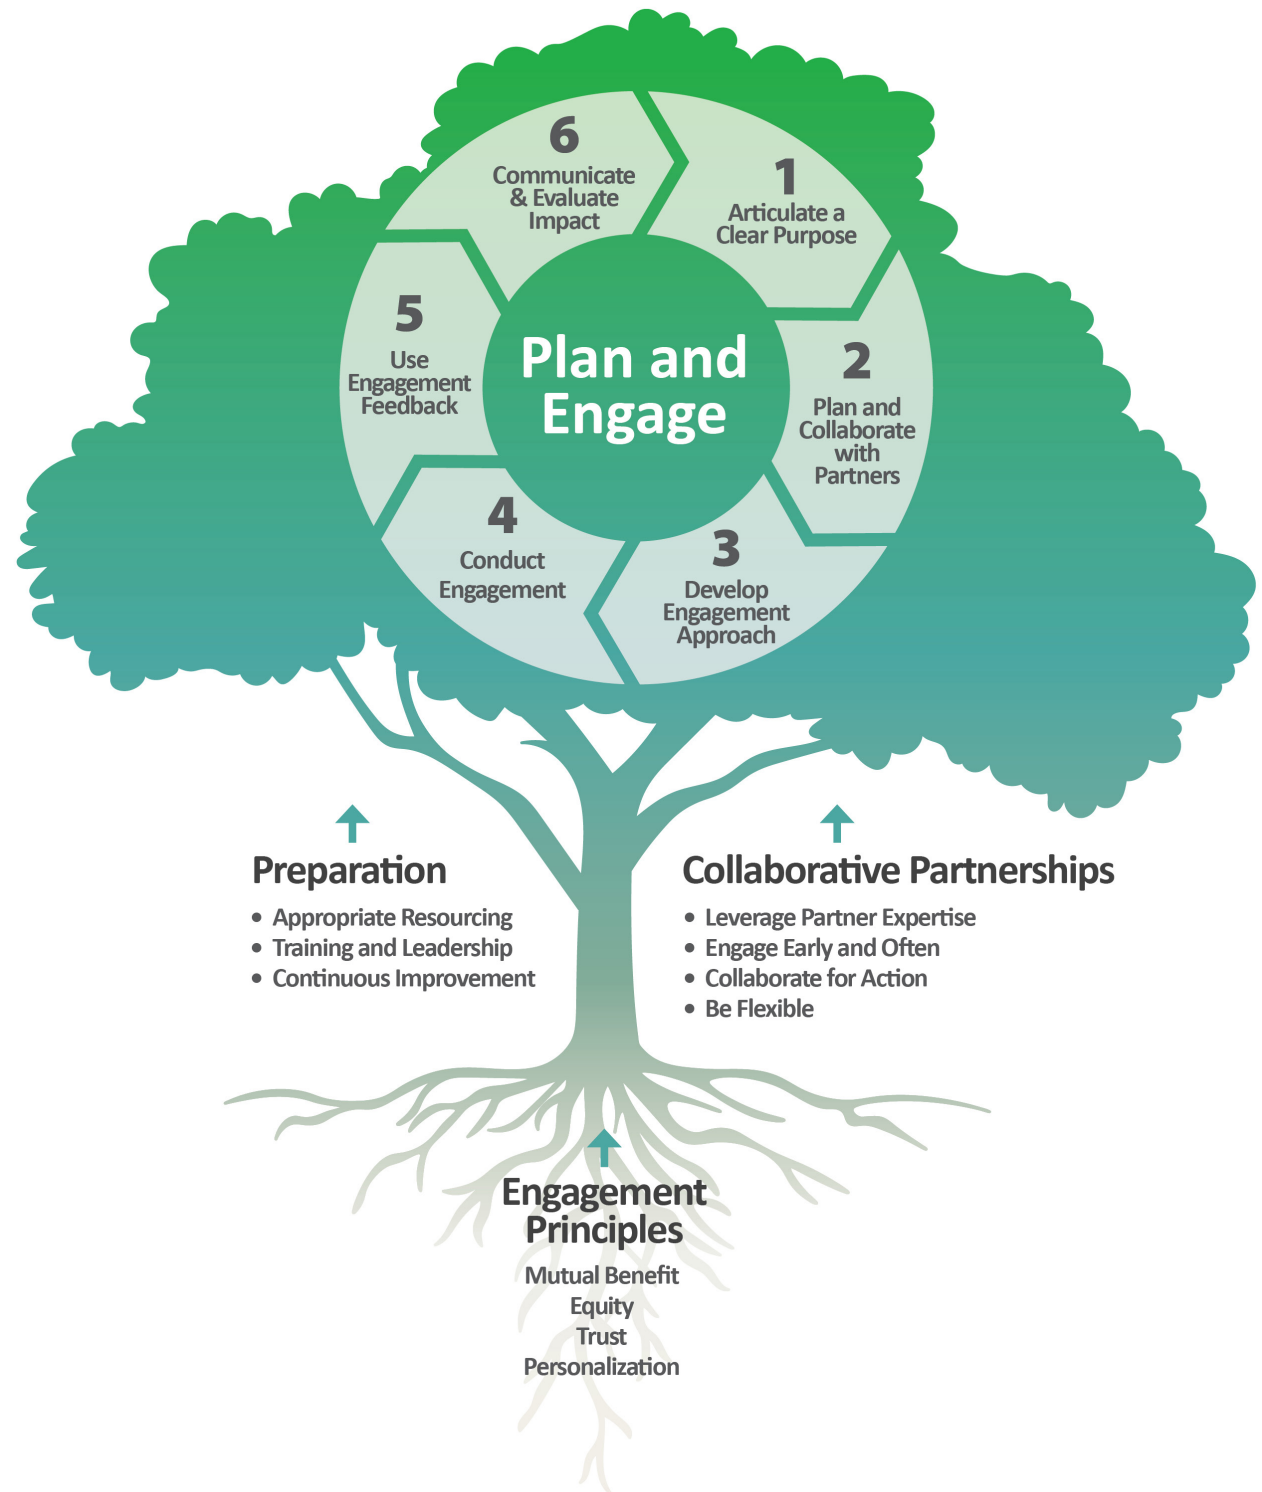 6
Communicate
& Evaluate
Impact
1
Articulate a
Clear Purpose
5
Use
Engagement
Feedback
Plan and
Engage
2
Plan and
Collaborate
with
Partners
4
Conduct
Engagement
3
Develop
Engagement
Approach
Preparation
• Appropriate Resourcing
• Training and Leadership
• Continuous Improvement
Collaborative Partnerships
• Leverage Partner Expertise
• Engage Early and Often
• Collaborate for Action
• Be Flexible
Engagement
Principles
Mutual Benefit
Equity
Trust
Personalization